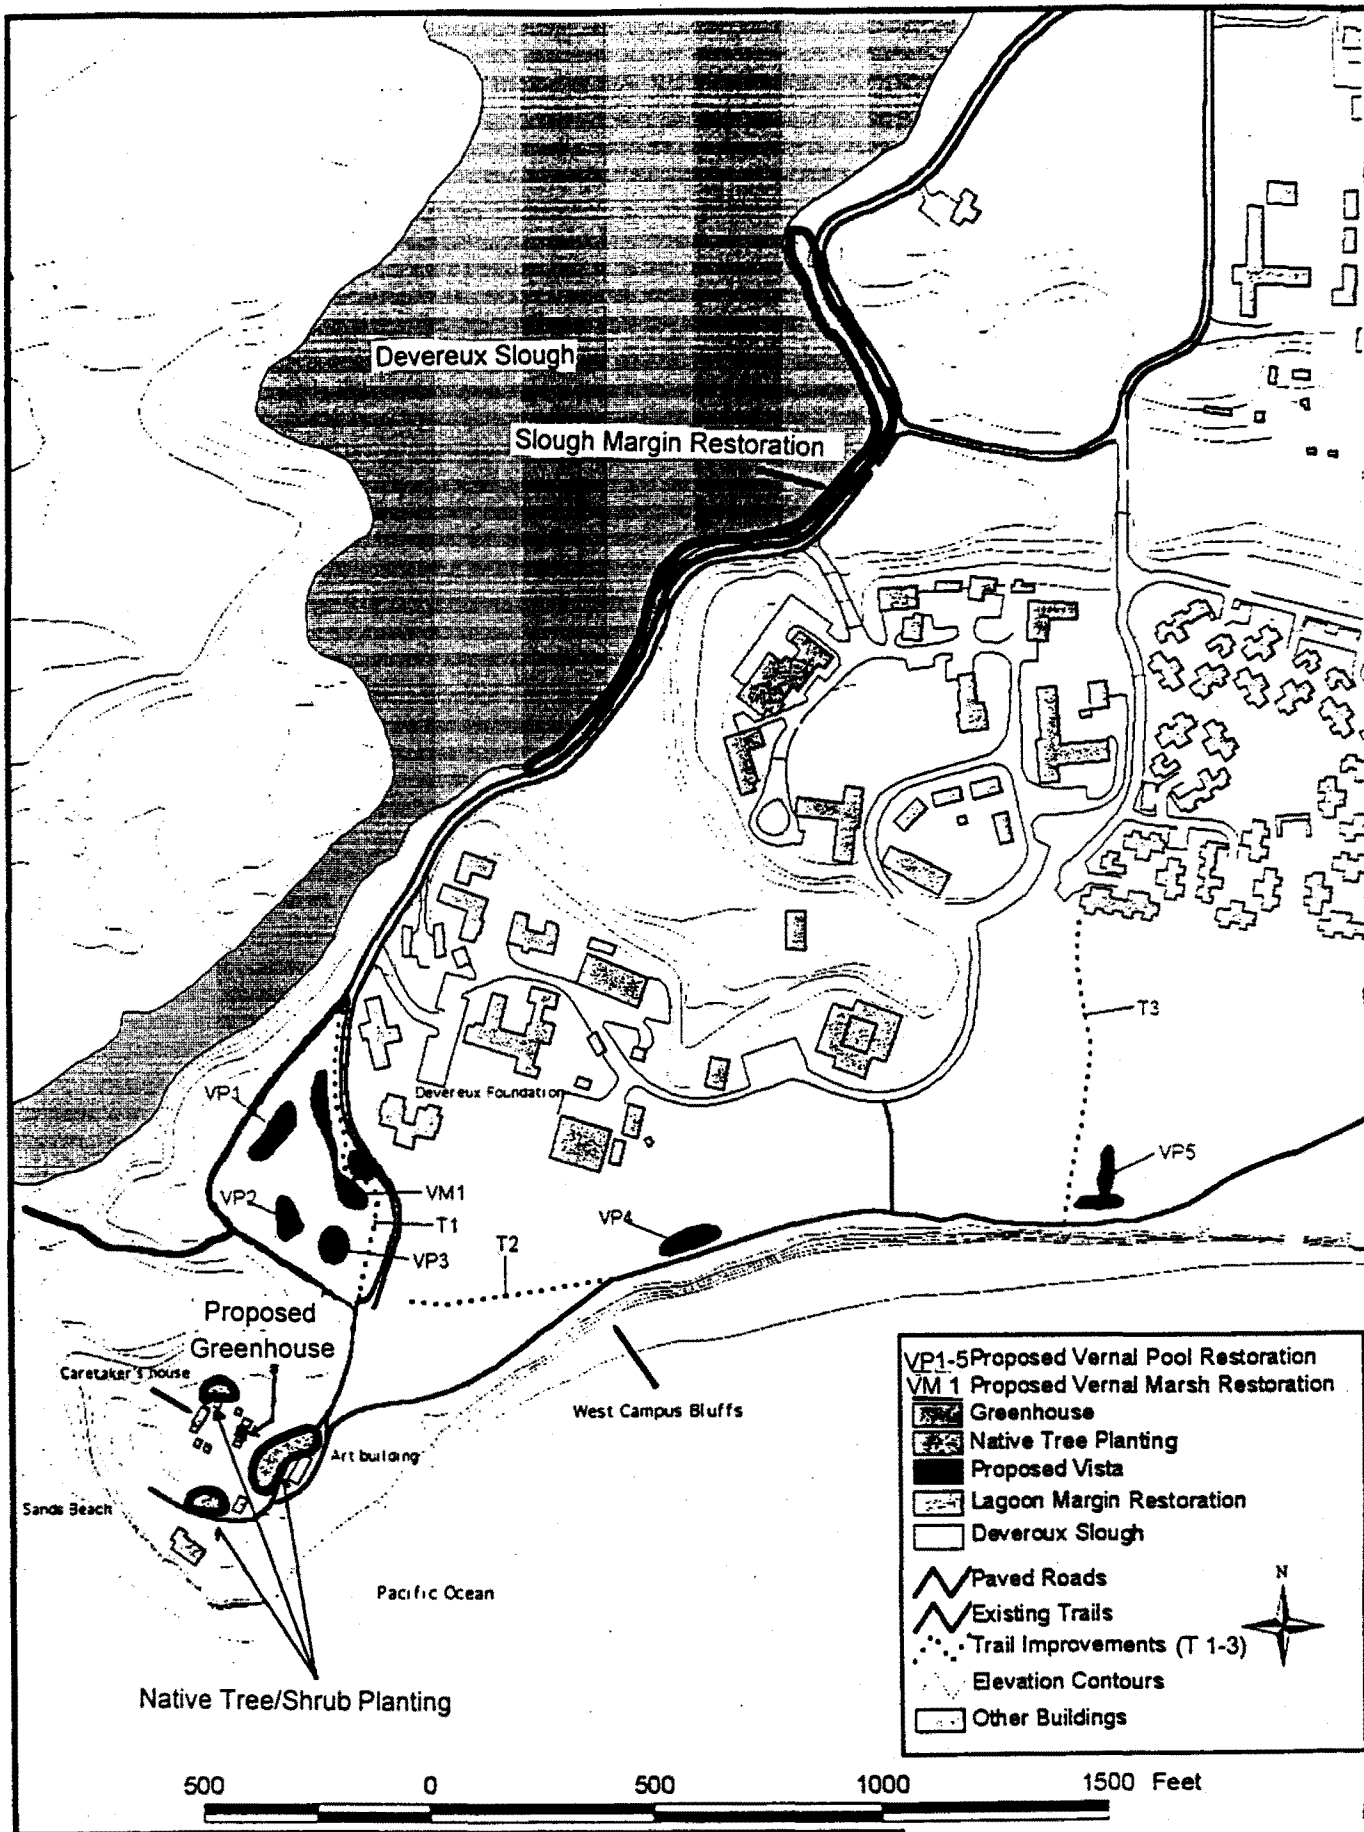 Devereux Slough
Slough Margin Restoration
T3
VP1
Devereux Foundation
VP5
VM1
VP2
T1
VP4
VP3
T2
Proposed
Greenhouse
Caretaker's house
West Campus Bluffs
Art building
Sands Beach
Pacific Ocean
Native Tree/Shrub Planting
VP1-5 Proposed Vernal Pool Restoration
VM 1 Proposed Vernal Marsh Restoration
Greenhouse
Native Tree Planting
Proposed Vista
Lagoon Margin Restoration
Deveroux Slough
Paved Roads
Existing Trails
Trail Improvements (T 1-3)
Elevation Contours
Other Buildings
N
500 0 500 1000 1500 Feet